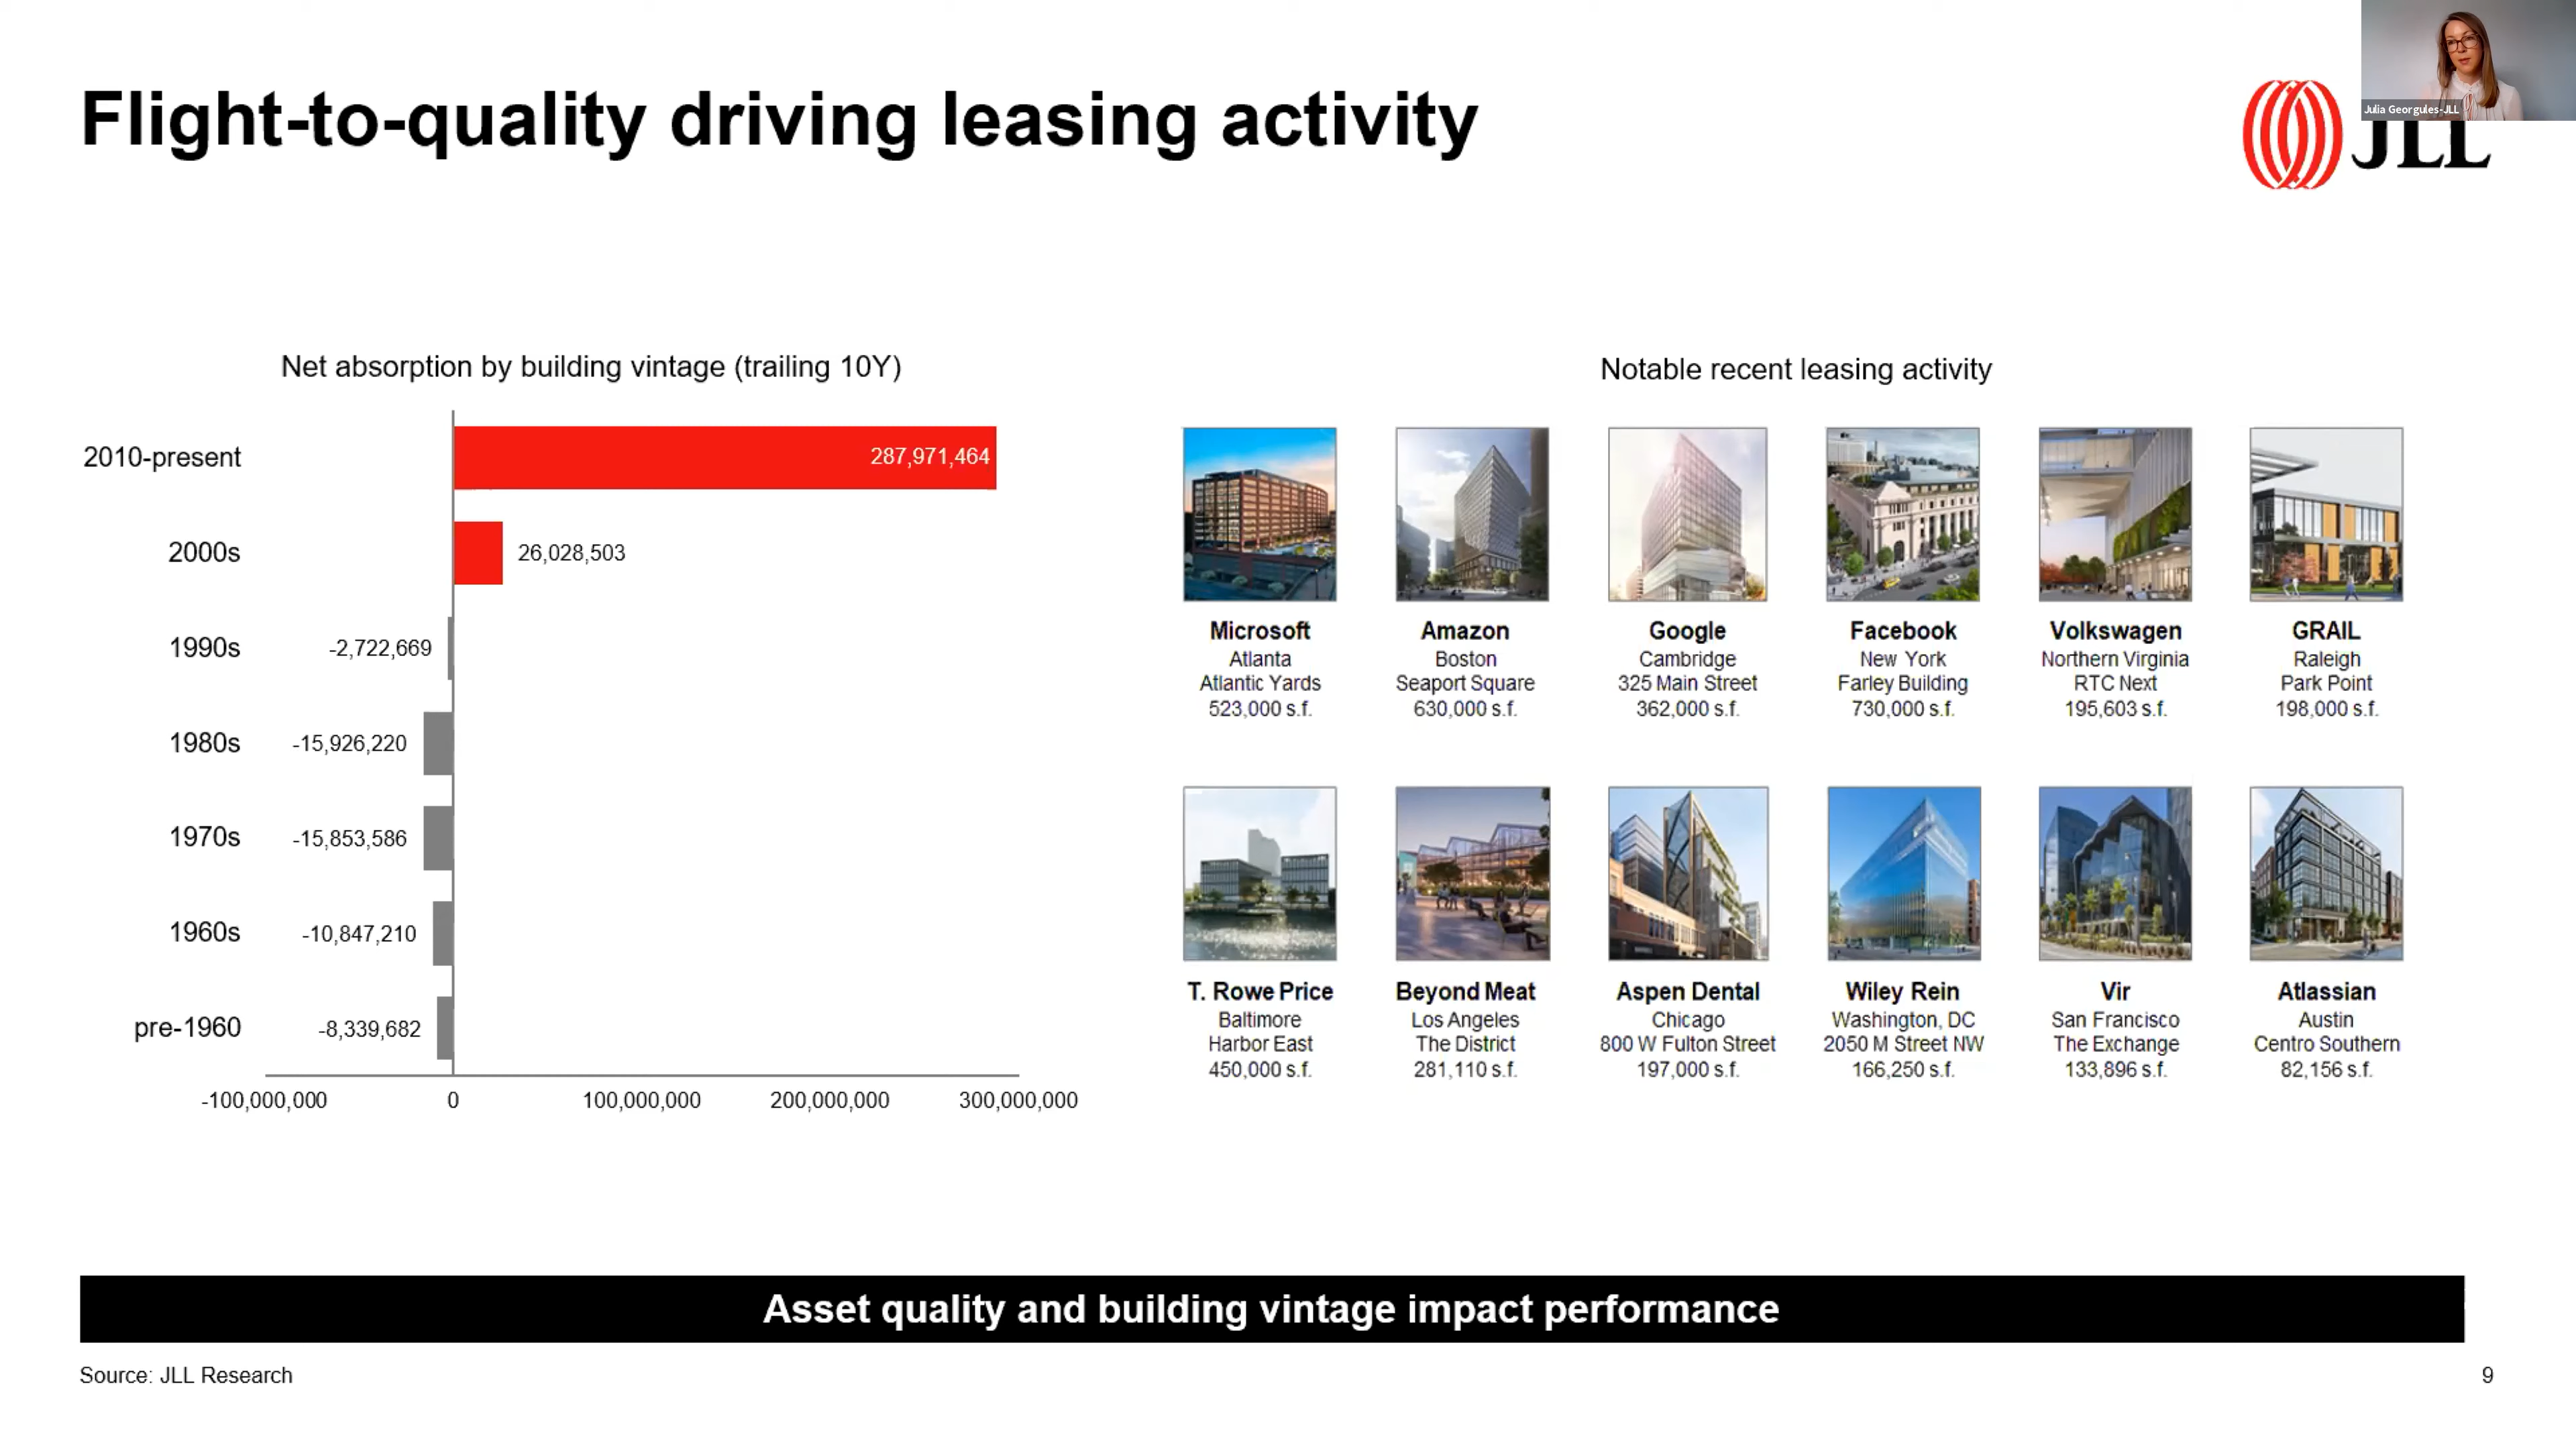 Flight-to-quality driving leasing activity
Julia Georgules-JLL
JLL
Net absorption by building vintage (trailing 10Y)
2010-present
287,971,464
2000s
26,028,503
1990s
-2,722,669
1980s
-15,926,220
1970s
-15,853,586
1960s
-10,847,210
pre-1960
-8,339,682
-100,000,000
0
100,000,000
200,000,000
300,000,000
Notable recent leasing activity
Microsoft
Atlanta
Atlantic Yards
523,000 s.f.
Amazon
Boston
Seaport Square
630,000 s.f.
Google
Cambridge
325 Main Street
362,000 s.f.
Facebook
New York
Farley Building
730,000 s.f.
Volkswagen
Northern Virginia
RTC Next
195,603 s.f.
GRAIL
Raleigh
Park Point
198,000 s.f.
T. Rowe Price
Baltimore
Harbor East
450,000 s.f.
Beyond Meat
Los Angeles
The District
281,110 s.f.
Aspen Dental
Chicago
800 W Fulton Street
197,000 s.f.
Wiley Rein
Washington, DC
2050 M Street NW
166,250 s.f.
Vir
San Francisco
The Exchange
133,896 s.f.
Atlassian
Austin
Centro Southern
82,156 s.f.
Asset quality and building vintage impact performance
Source: JLL Research
9